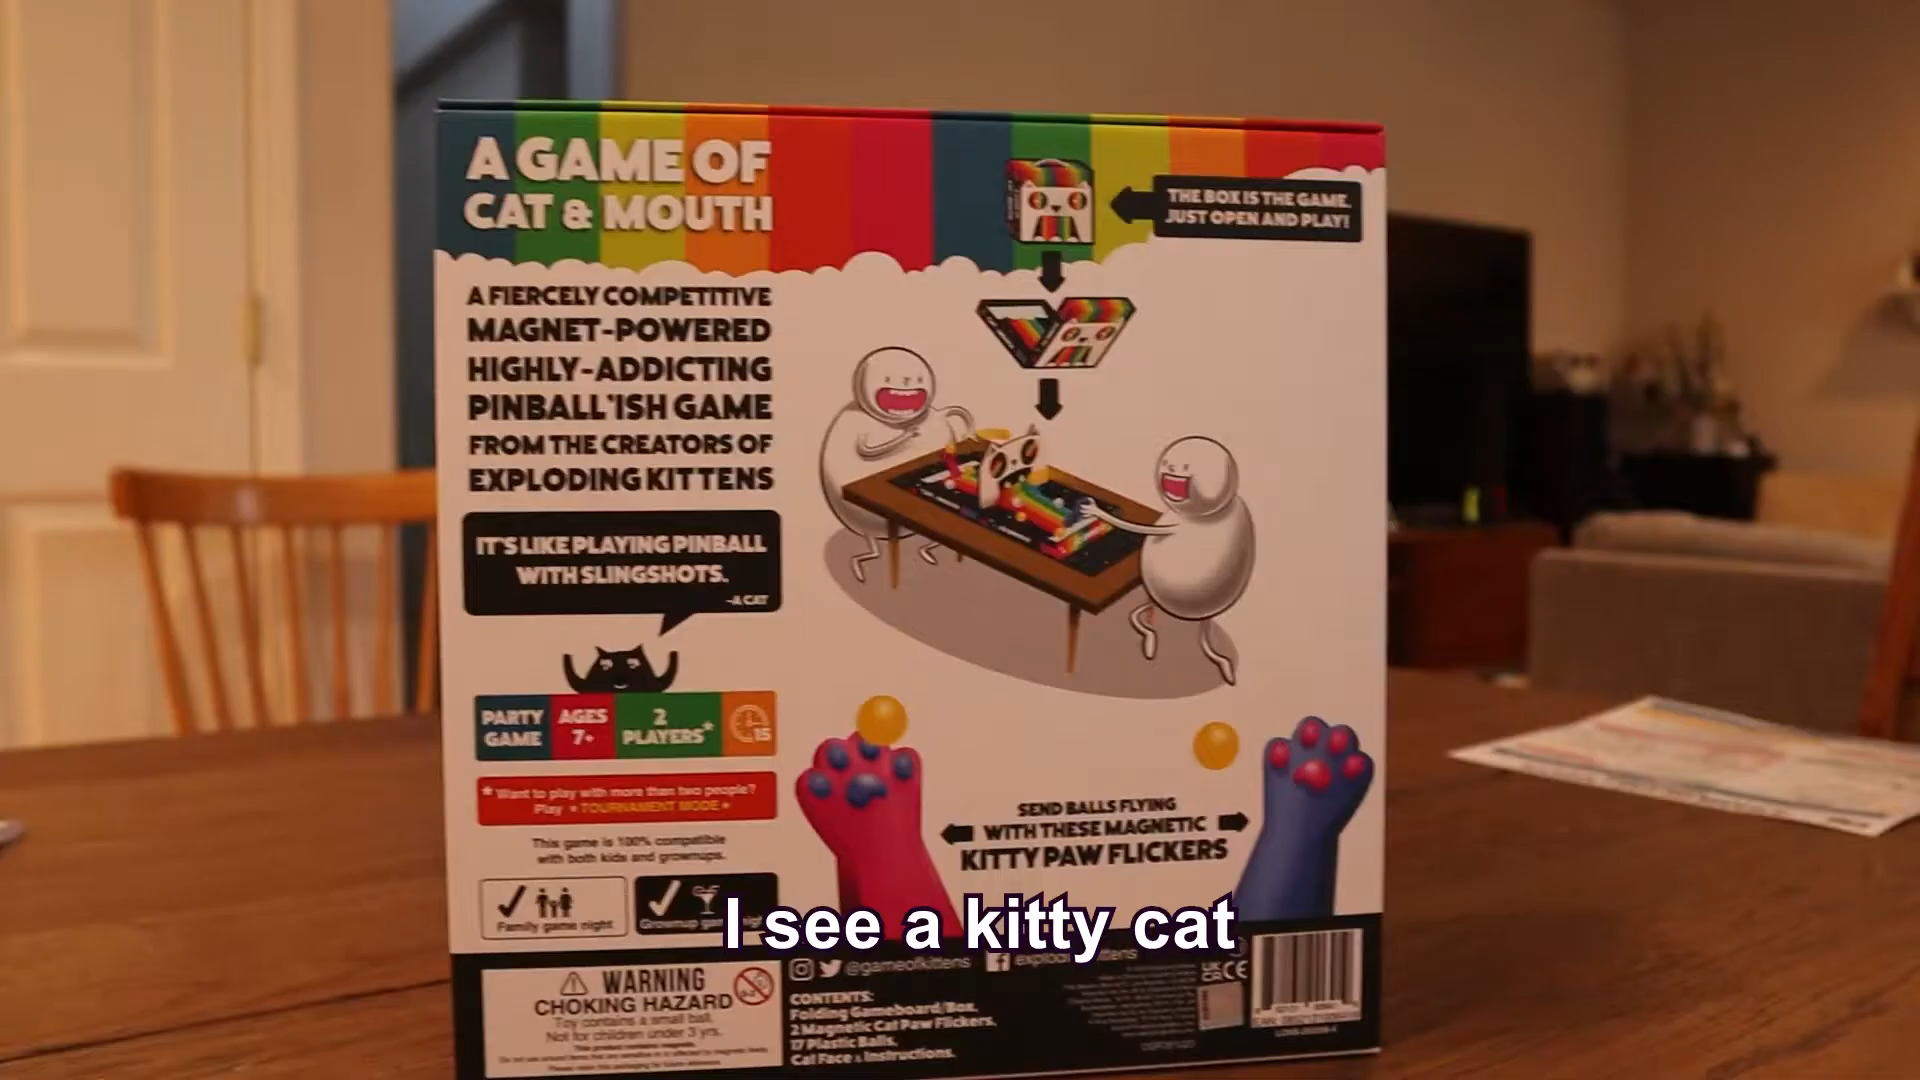 A GAME OF
CAT & MOUTH
THE BOX IS THE GAME.
JUST OPEN AND PLAY!
A FIERCELY COMPETITIVE
MAGNET-POWERED
HIGHLY-ADDICTING
PINBALL'ISH GAME
FROM THE CREATORS OF
EXPLODING KITTENS
IT'S LIKE PLAYING PINBALL
WITH SLINGSHOTS.
-A CAT
PARTY
GAME
AGES
7+
2
PLAYERS*
15
* Want to play with more than two people?
Play * TOURNAMENT MODE *
This game is 100% compatible
with both kids and grownups.
Family game night
Grownup
SEND BALLS FLYING
WITH THESE MAGNETIC
KITTY PAW FLICKERS
I see a kitty cat
WARNING
CHOKING HAZARD
Toy contains a small ball.
Not for children under 3 yrs.
@gameofkittens
CONTENTS:
Folding Gameboard/Box,
2 Magnetic Cat Paw Flickers,
17 Plastic Balls,
Cat Face & Instructions.
UK
CA CE